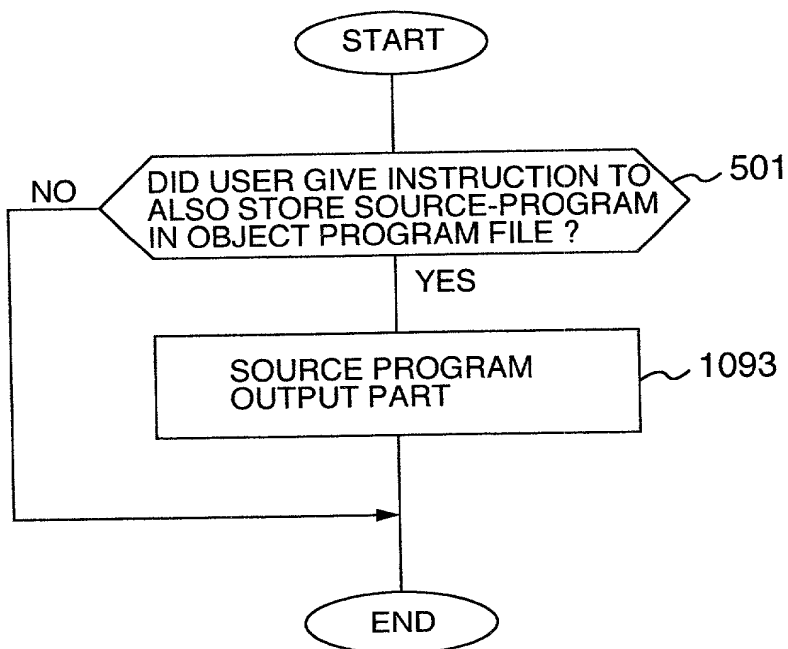 START
NO
DID USER GIVE INSTRUCTION TO
ALSO STORE SOURCE-PROGRAM
IN OBJECT PROGRAM FILE ?
501
YES
SOURCE PROGRAM
OUTPUT PART
1093
END